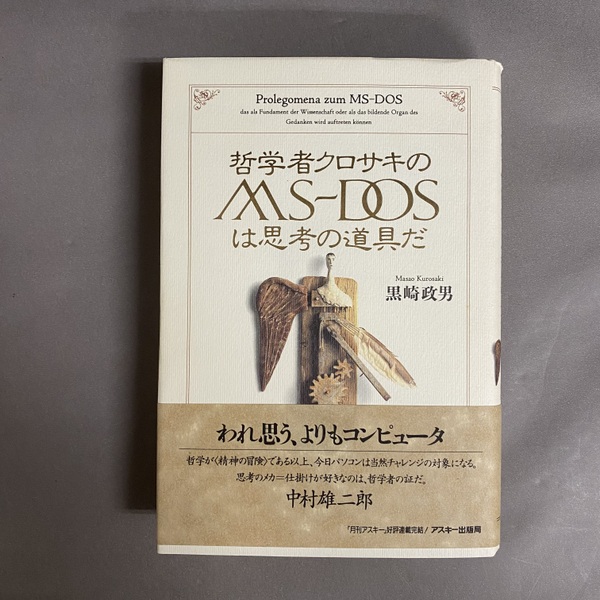 Prolegomena zum MS-DOS
das als Fundament der Wissenschaft oder als das bildende Organ des
Gedanken wird auftreten können
哲学者クロサキの
MS-DOS
は思考の道具だ
Masao Kurosaki
黒崎政男
われ思う、よりもコンピュータ
哲学が〈精神の冒険〉である以上、今日パソコンは当然チャレンジの対象になる。
思考のメカ=仕掛けが好きなのは、哲学者の証だ。
中村雄二郎
「月刊アスキー」好評連載完結! アスキー出版局